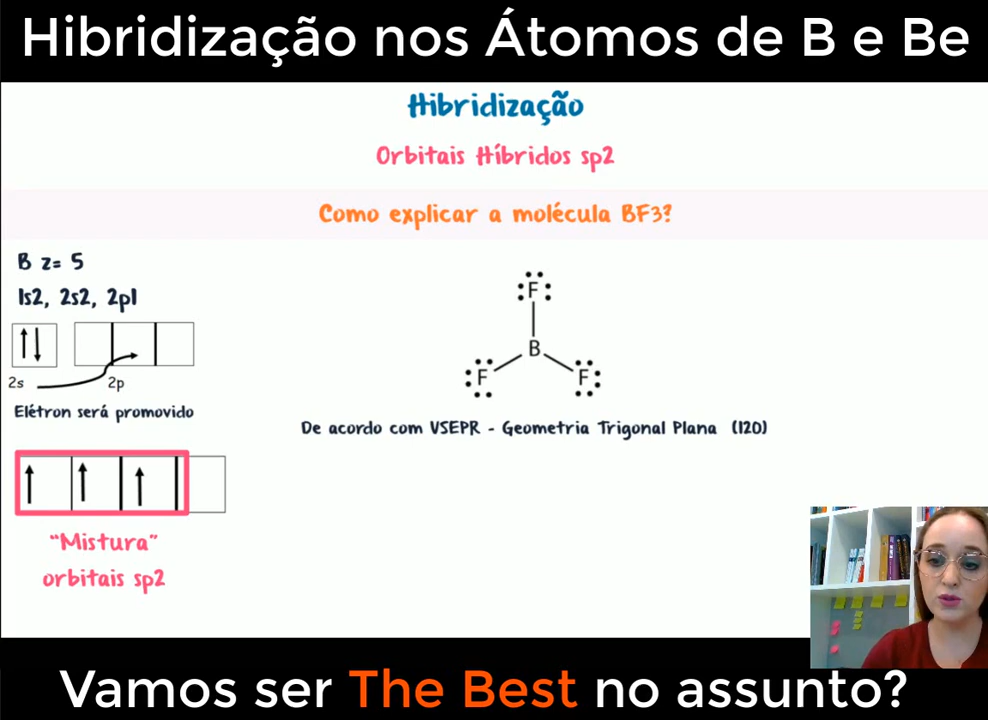 Hibridização nos Átomos de B e Be
Hibridização
Orbitais Híbridos sp2
Como explicar a molécula BF3?
B z= 5
1s2, 2s2, 2p1
2s
2p
Elétron será promovido
"Mistura"
orbitais sp2
F
B
F
F
De acordo com VSEPR - Geometria Trigonal Plana (120)
Vamos ser The Best no assunto?